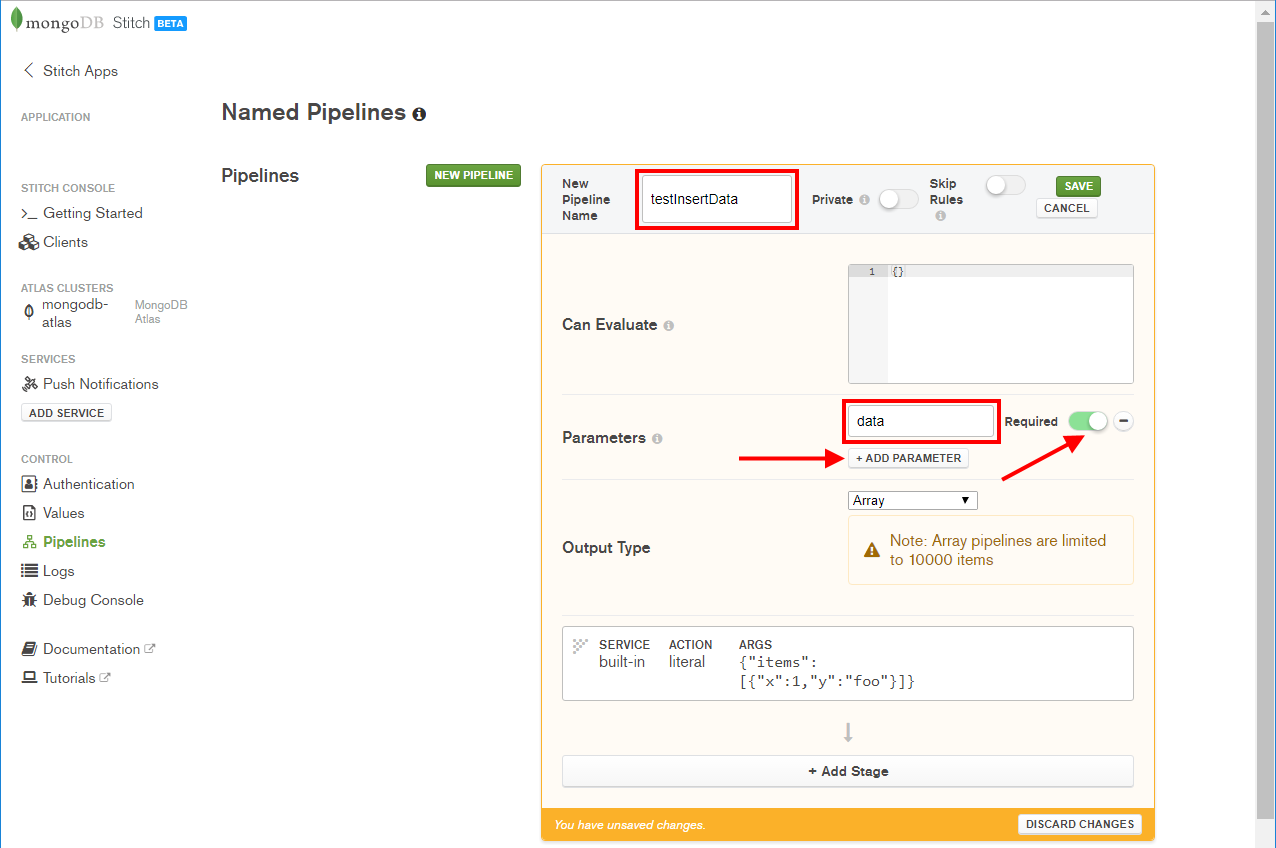 mongoDB Stitch BETA
Stitch Apps
APPLICATION
STITCH CONSOLE
>_ Getting Started
Clients
ATLAS CLUSTERS
mongodb-
atlas
MongoDB
Atlas
SERVICES
Push Notifications
ADD SERVICE
CONTROL
Authentication
Values
Pipelines
Logs
Debug Console
Documentation
Tutorials
Named Pipelines
Pipelines
NEW PIPELINE
New
Pipeline
Name
testInsertData
Private
Skip
Rules
SAVE
CANCEL
Can Evaluate
1 {}
Parameters
data
Required
+ ADD PARAMETER
Output Type
Array
Note: Array pipelines are limited
to 10000 items
SERVICE ACTION ARGS
built-in literal {"items":
[{"x":1,"y":"foo"}]}
+ Add Stage
You have unsaved changes.
DISCARD CHANGES